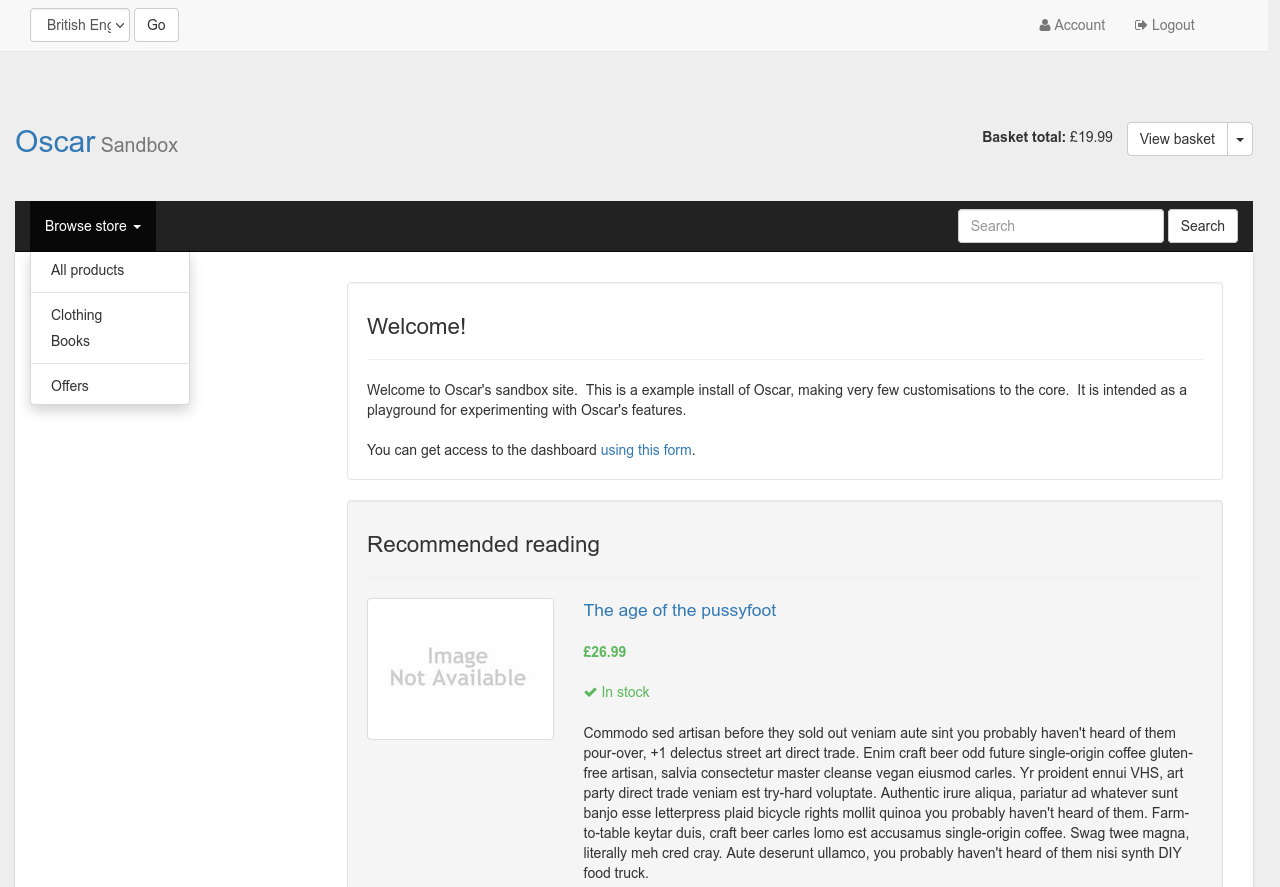 British Eng
Go
Account
Logout
Oscar Sandbox
Basket total: £19.99
View basket
Browse store
Search
Search
All products
Clothing
Books
Offers
Welcome!
Welcome to Oscar's sandbox site.  This is a example install of Oscar, making very few customisations to the core.  It is intended as a
playground for experimenting with Oscar's features.
You can get access to the dashboard using this form.
Recommended reading
Image
Not Available
The age of the pussyfoot
£26.99
In stock
Commodo sed artisan before they sold out veniam aute sint you probably haven't heard of them
pour-over, +1 delectus street art direct trade. Enim craft beer odd future single-origin coffee gluten-
free artisan, salvia consectetur master cleanse vegan eiusmod carles. Yr proident ennui VHS, art
party direct trade veniam est try-hard voluptate. Authentic irure aliqua, pariatur ad whatever sunt
banjo esse letterpress plaid bicycle rights mollit quinoa you probably haven't heard of them. Farm-
to-table keytar duis, craft beer carles lomo est accusamus single-origin coffee. Swag twee magna,
literally meh cred cray. Aute deserunt ullamco, you probably haven't heard of them nisi synth DIY
food truck.